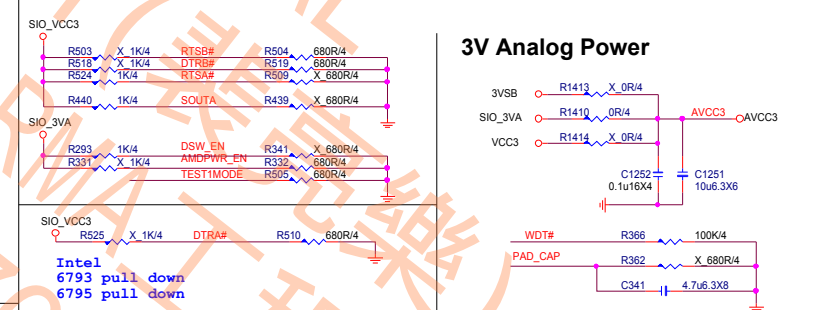 SIO_VCC3
R503 X_1K/4 RTSB# R504 680R/4
R518 X_1K/4 DTRB# R519 680R/4
R524 1K/4 RTSA# R509 X_680R/4
R440 1K/4 SOUTA R439 X_680R/4
SIO_3VA
R293 1K/4 DSW_EN R341 X_680R/4
R331 X_1K/4 AMDPWR_EN R332 680R/4
TEST1MODE R505 680R/4
SIO_VCC3
R525 X_1K/4 DTRA# R510 680R/4
Intel
6793 pull down
6795 pull down
3V Analog Power
3VSB R1413 X_0R/4
SIO_3VA R1410 0R/4 AVCC3 AVCC3
VCC3 R1414 X_0R/4
C1252 C1251
0.1u16X4 10u6.3X6
WDT# R366 100K/4
PAD_CAP R362 X_680R/4
C341 4.7u6.3X8